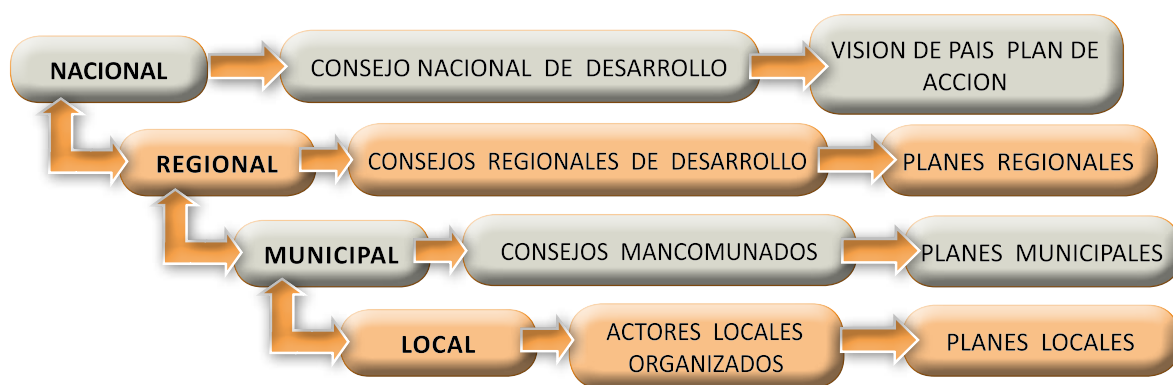 NACIONAL
CONSEJO NACIONAL DE DESARROLLO
VISION DE PAIS PLAN DE
ACCION
REGIONAL
CONSEJOS REGIONALES DE DESARROLLO
PLANES REGIONALES
MUNICIPAL
CONSEJOS MANCOMUNADOS
PLANES MUNICIPALES
LOCAL
ACTORES LOCALES
ORGANIZADOS
PLANES LOCALES